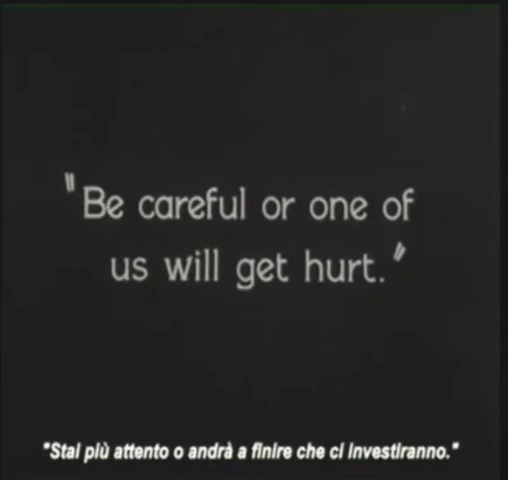 "Be careful or one of
us will get hurt."
"Stai più attento o andrà a finire che ci investiranno."